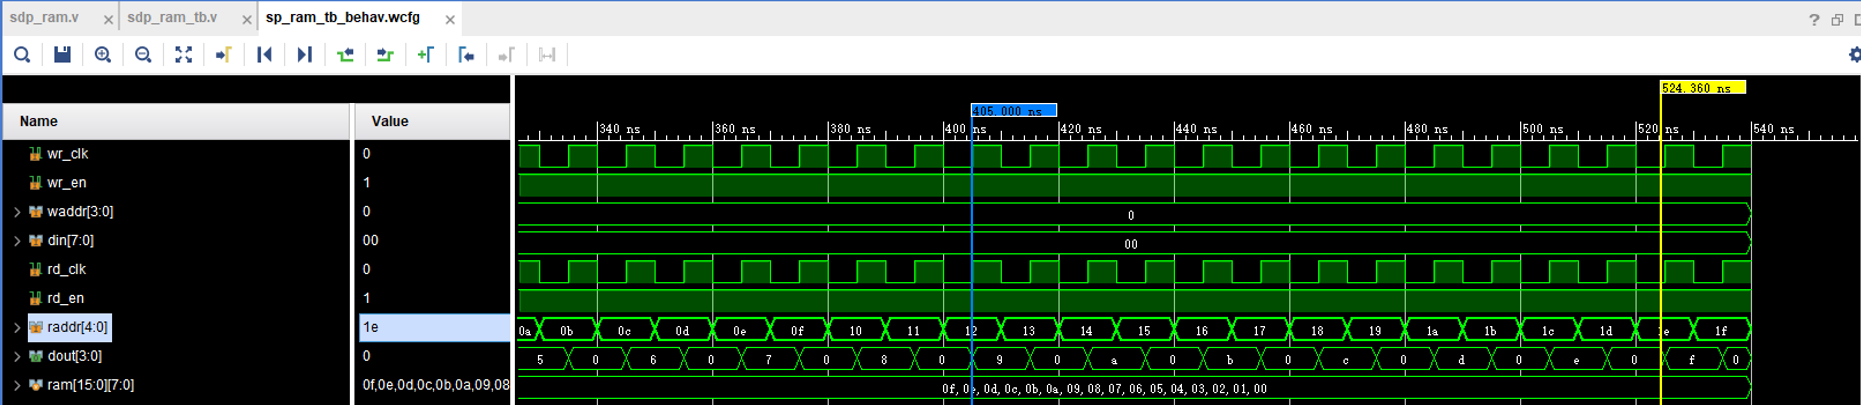 sdp_ram.v × sdp_ram_tb.v × sp_ram_tb_behav.wcfg ×
?
524.360 ns
405.000 ns
Name Value
340 ns 360 ns 380 ns 400 ns 420 ns 440 ns 460 ns 480 ns 500 ns 520 ns 540 ns
wr_clk 0
wr_en 1
waddr[3:0] 0 0
din[7:0] 00 00
rd_clk 0
rd_en 1
raddr[4:0] 1e 0a 0b 0c 0d 0e 0f 10 11 12 13 14 15 16 17 18 19 1a 1b 1c 1d 1e 1f
dout[3:0] 0 5 0 6 0 7 0 8 0 9 0 a 0 b 0 c 0 d 0 e 0 f 0
ram[15:0][7:0] 0f,0e,0d,0c,0b,0a,09,08 0f, 0e, 0d, 0c, 0b, 0a, 09, 08, 07, 06, 05, 04, 03, 02, 01, 00